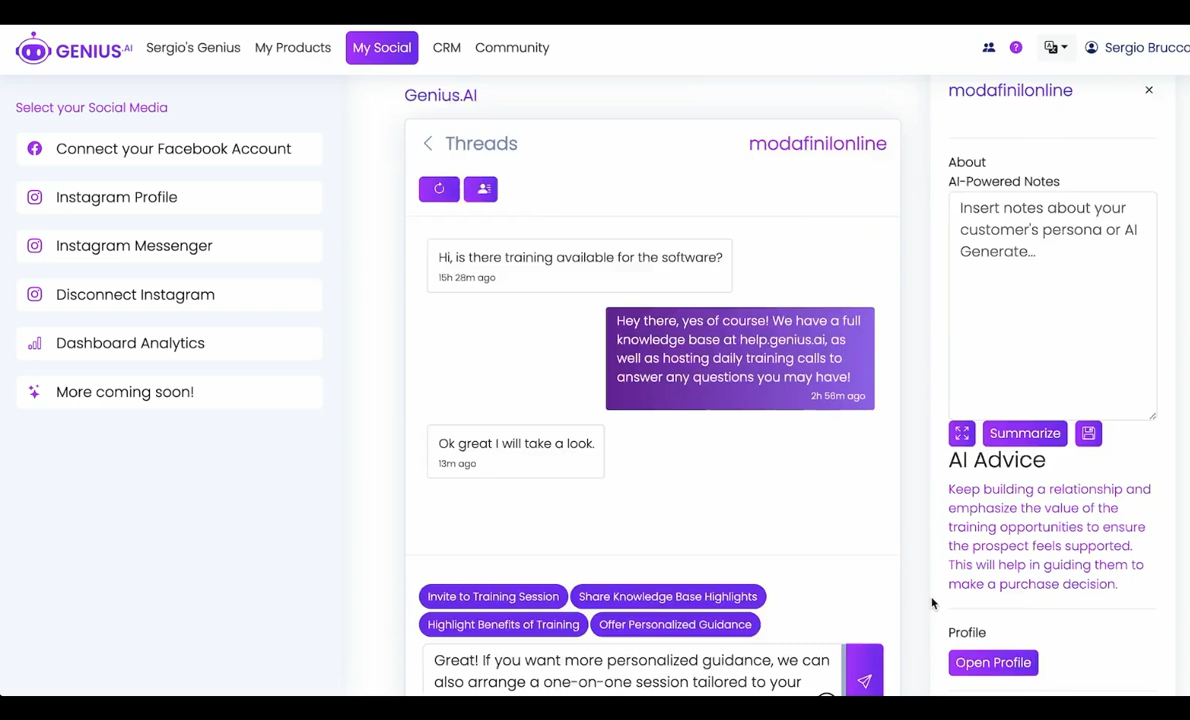 GENIUS.AI
Sergio's Genius
My Products
My Social
CRM
Community
?
Sergio Brucco
Select your Social Media
Connect your Facebook Account
Instagram Profile
Instagram Messenger
Disconnect Instagram
Dashboard Analytics
More coming soon!
Genius.AI
Threads
modafinilonline
Hi, is there training available for the software?
15h 28m ago
Hey there, yes of course! We have a full
knowledge base at help.genius.ai, as
well as hosting daily training calls to
answer any questions you may have!
2h 56m ago
Ok great I will take a look.
13m ago
Invite to Training Session
Share Knowledge Base Highlights
Highlight Benefits of Training
Offer Personalized Guidance
Great! If you want more personalized guidance, we can
also arrange a one-on-one session tailored to your
modafinilonline
×
About
AI-Powered Notes
Insert notes about your
customer's persona or AI
Generate...
Summarize
AI Advice
Keep building a relationship and
emphasize the value of the
training opportunities to ensure
the prospect feels supported.
This will help in guiding them to
make a purchase decision.
Profile
Open Profile